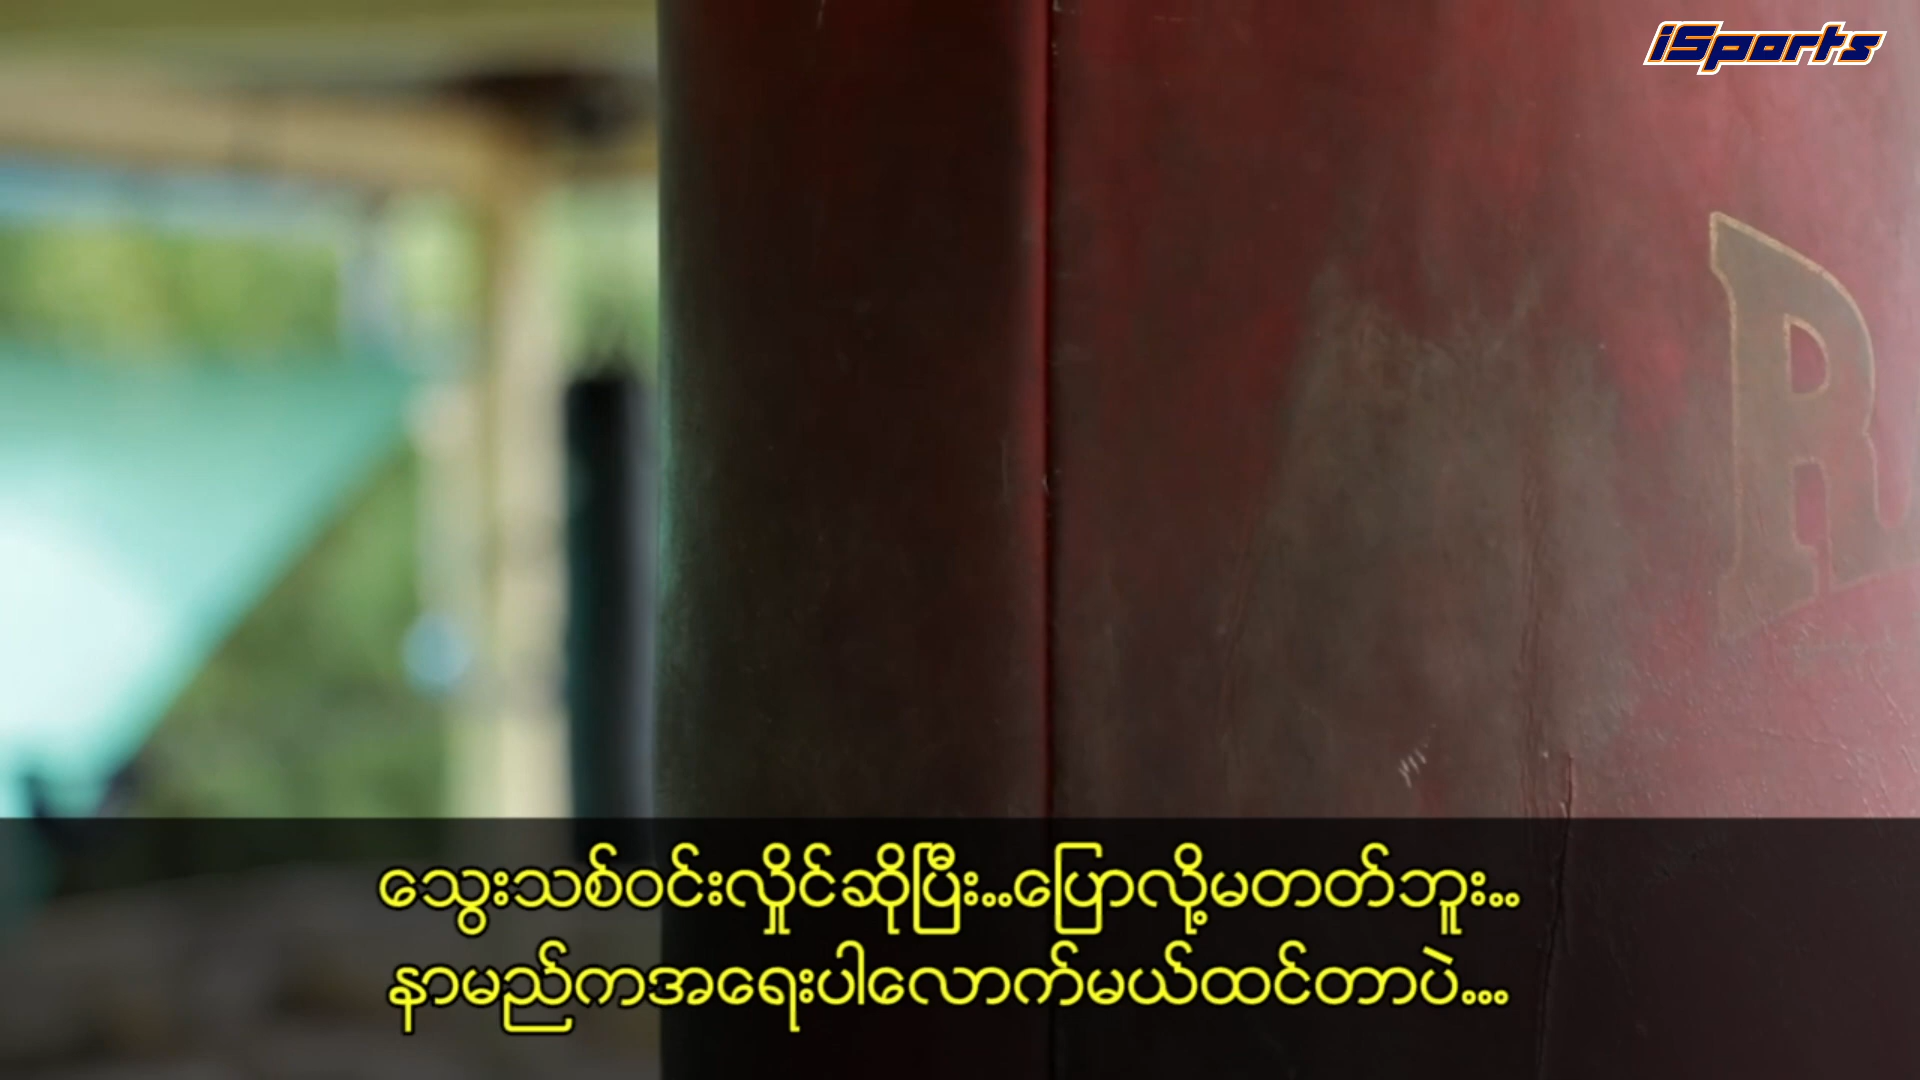 iSports
R
သွေးသစ်ဝင်းလှိုင်ဆိုပြီး..ပြောလို့မတတ်ဘူး..
နာမည်ကအရေးပါလောက်မယ်ထင်တာပဲ...